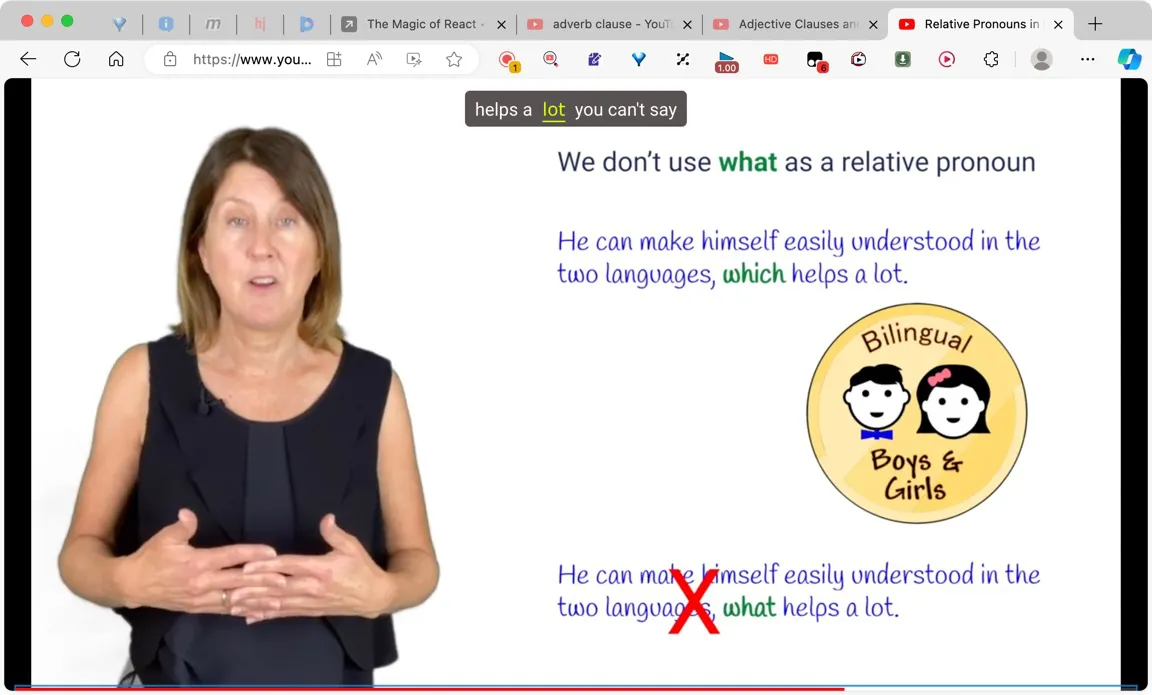 The Magic of React -
adverb clause - YouT
Adjective Clauses an
Relative Pronouns in
https://www.you...
1
1.00
HD
6
helps a lot you can't say
We don't use what as a relative pronoun
He can make himself easily understood in the
two languages, which helps a lot.
Bilingual
Boys &
Girls
He can make himself easily understood in the
two languages, what helps a lot.
X